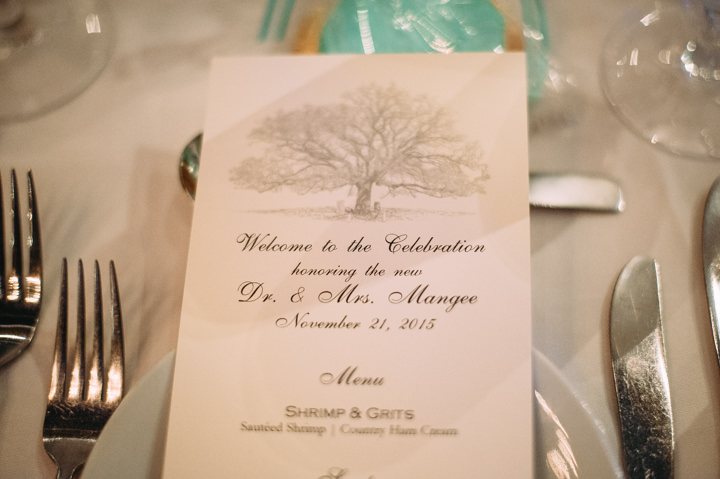 Welcome to the Celebration
honoring the new
Dr. & Mrs. Mangee
November 21, 2015
Menu
Shrimp & Grits
Sautéed Shrimp | Country Ham Cream